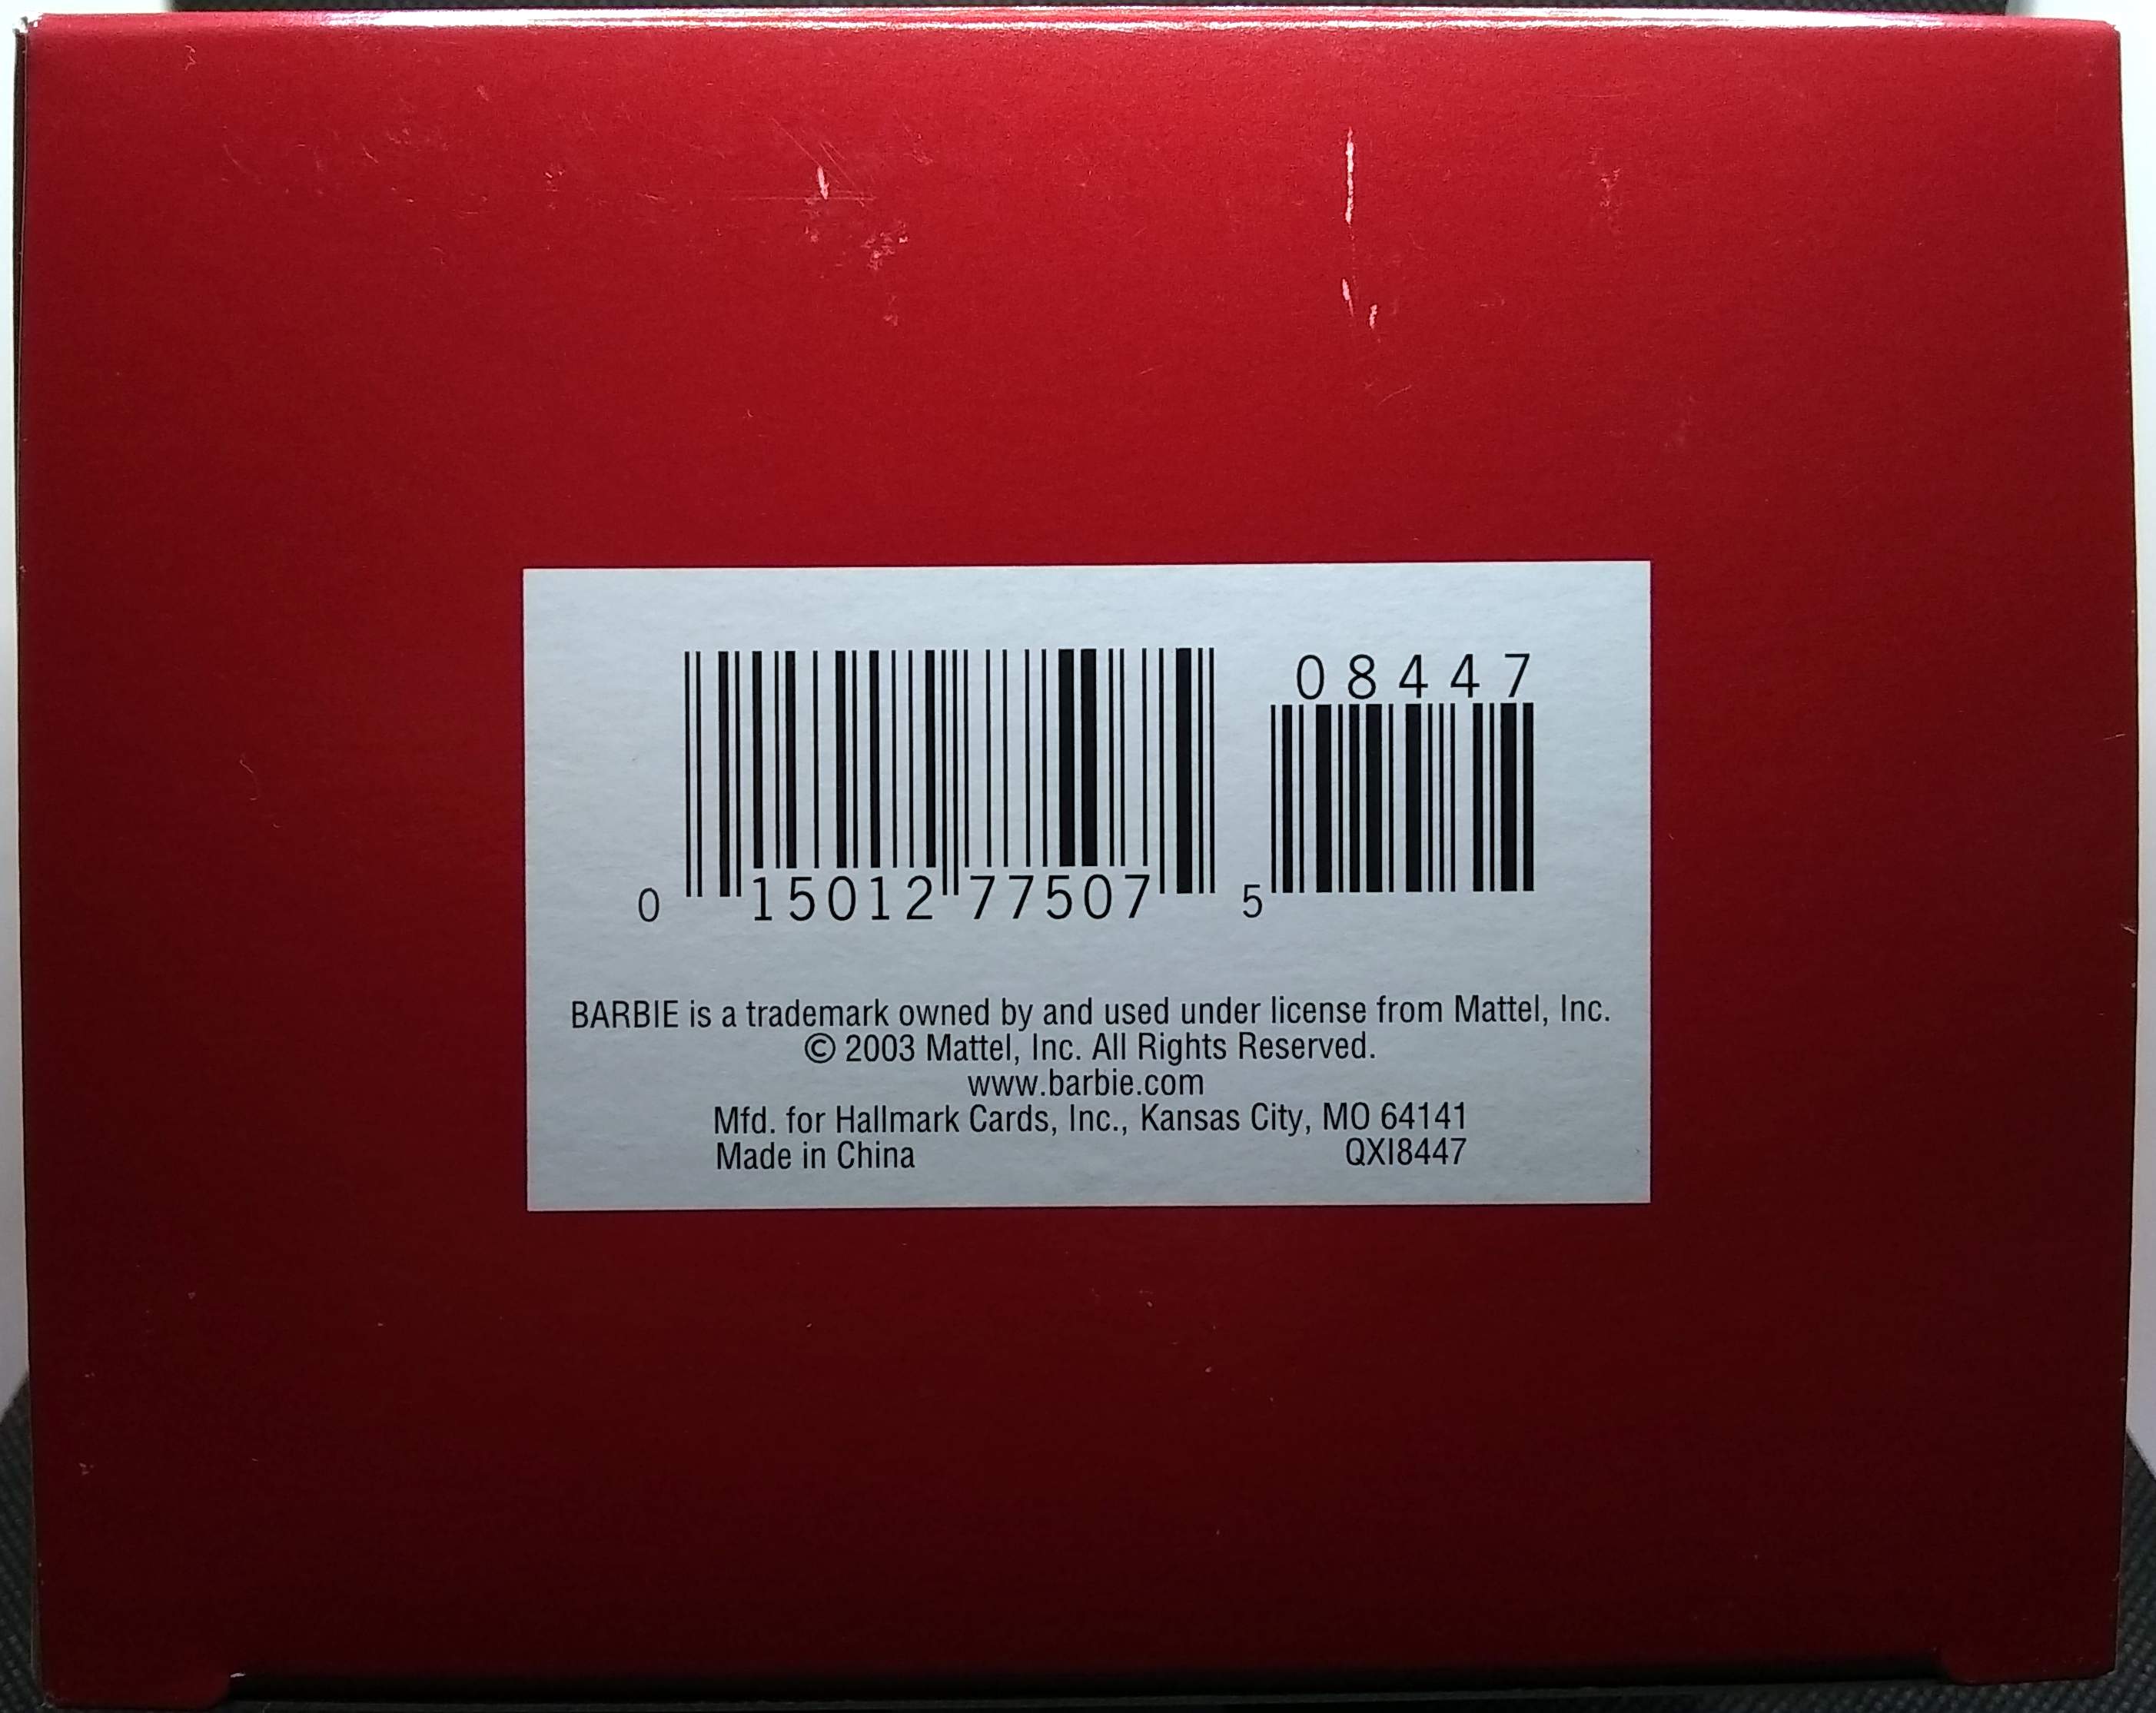 08447
0 15012 77507 5
BARBIE is a trademark owned by and used under license from Mattel, Inc.
© 2003 Mattel, Inc. All Rights Reserved.
www.barbie.com
Mfd. for Hallmark Cards, Inc., Kansas City, MO 64141
Made in China QXI8447